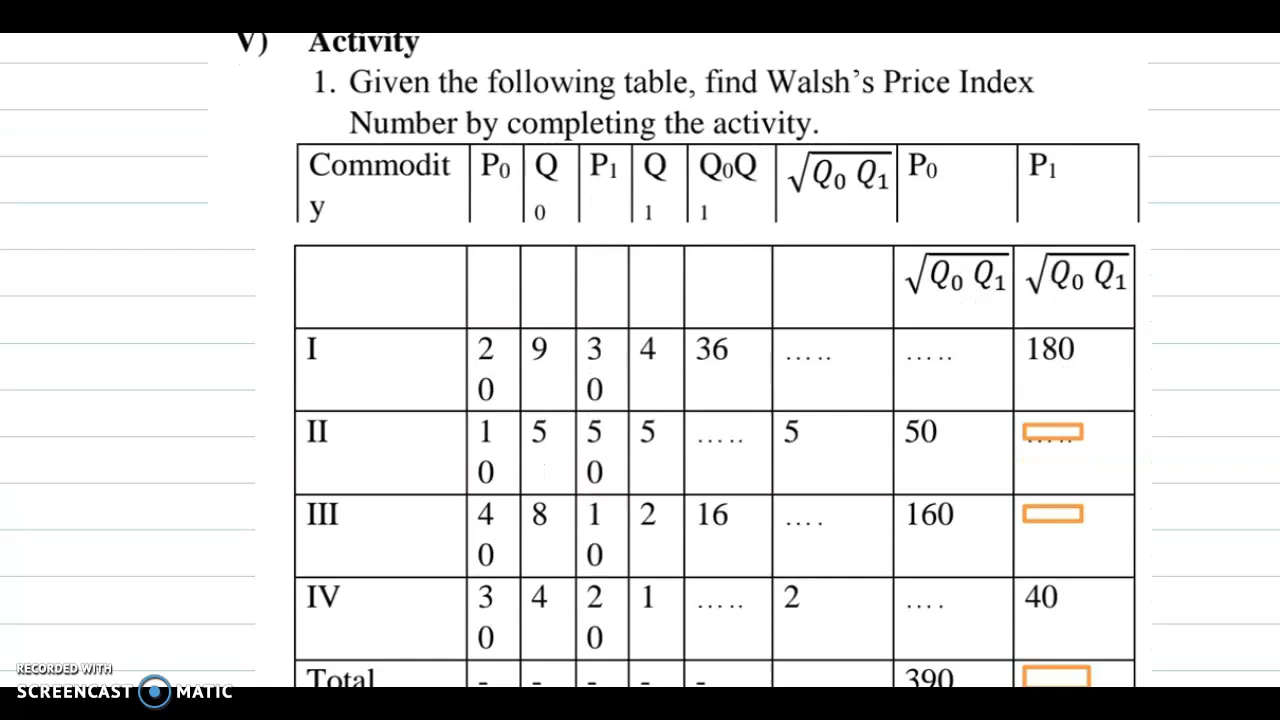 V) Activity
1. Given the following table, find Walsh's Price Index
Number by completing the activity.
Commodit P₀ Q P₁ Q Q₀Q √Q₀ Q₁ P₀ P₁
y 0 1 1
√Q₀ Q₁ √Q₀ Q₁
I 2 9 3 4 36 ..... ..... 180
0 0
II 1 5 5 5 ..... 5 50 .....
0 0
III 4 8 1 2 16 .... 160
0 0
IV 3 4 2 1 ..... 2 .... 40
0 0
Total - - - - - 390
RECORDED WITH
SCREENCAST MATIC